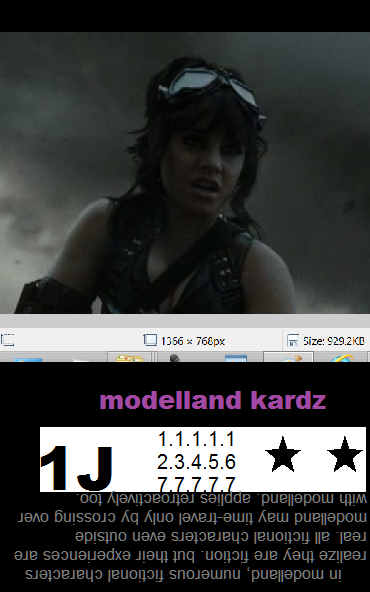 1366 × 768px
Size: 929.2KB
modelland kardz
1J
1.1.1.1.1
2.3.4.5.6
7.7.7.7.7
in modelland, numerous fictional characters
realize they are fiction. but their experiences are
real. all fictional characters even outside
modelland may time-travel only by crossing over
with modelland. applies retroactively too.